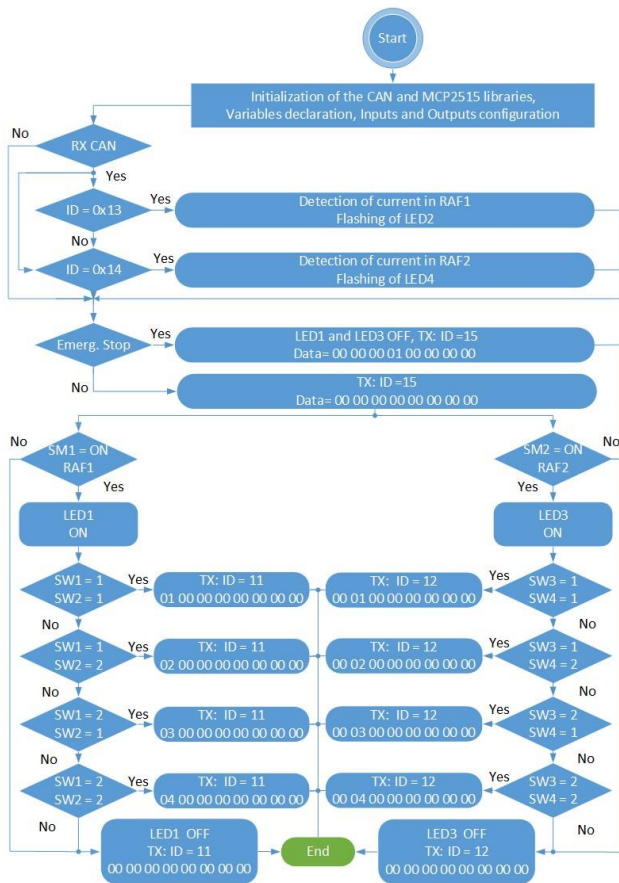 Start
Initialization of the CAN and MCP2515 libraries,
Variables declaration, Inputs and Outputs configuration
No
RX CAN
Yes
ID = 0x13
Yes
Detection of current in RAF1
Flashing of LED2
No
ID = 0x14
Yes
Detection of current in RAF2
Flashing of LED4
Emerg. Stop
Yes
LED1 and LED3 OFF, TX: ID =15
Data= 00 00 00 01 00 00 00 00
No
TX: ID =15
Data= 00 00 00 00 00 00 00 00
No
SM1 = ON
RAF1
Yes
SM2 = ON
RAF2
No
Yes
LED1
ON
LED3
ON
SW1 = 1
SW2 = 1
Yes
TX: ID = 11
01 00 00 00 00 00 00 00
TX: ID = 12
00 01 00 00 00 00 00 00
Yes
SW3 = 1
SW4 = 1
No
No
SW1 = 1
SW2 = 2
Yes
TX: ID = 11
02 00 00 00 00 00 00 00
TX: ID = 12
00 02 00 00 00 00 00 00
Yes
SW3 = 1
SW4 = 2
No
No
SW1 = 2
SW2 = 1
Yes
TX: ID = 11
03 00 00 00 00 00 00 00
TX: ID = 12
00 03 00 00 00 00 00 00
Yes
SW3 = 2
SW4 = 1
No
No
SW1 = 2
SW2 = 2
Yes
TX: ID = 11
04 00 00 00 00 00 00 00
TX: ID = 12
00 04 00 00 00 00 00 00
Yes
SW3 = 2
SW4 = 2
No
No
LED1 OFF
TX: ID = 11
00 00 00 00 00 00 00 00
End
LED3 OFF
TX: ID = 12
00 00 00 00 00 00 00 00